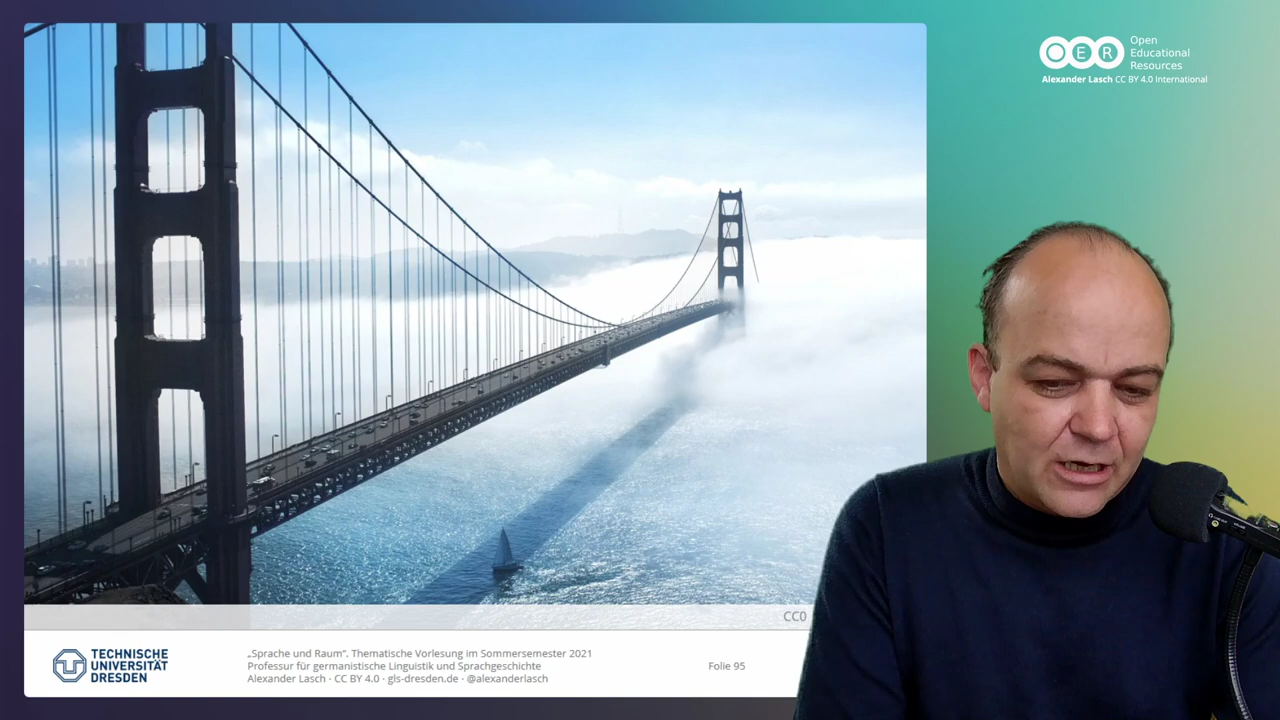 OER
Open
Educational
Resources
Alexander Lasch CC BY 4.0 International
CC0
TECHNISCHE
UNIVERSITÄT
DRESDEN
„Sprache und Raum“. Thematische Vorlesung im Sommersemester 2021
Professur für germanistische Linguistik und Sprachgeschichte
Alexander Lasch · CC BY 4.0 · gls-dresden.de · @alexanderlasch
Folie 95